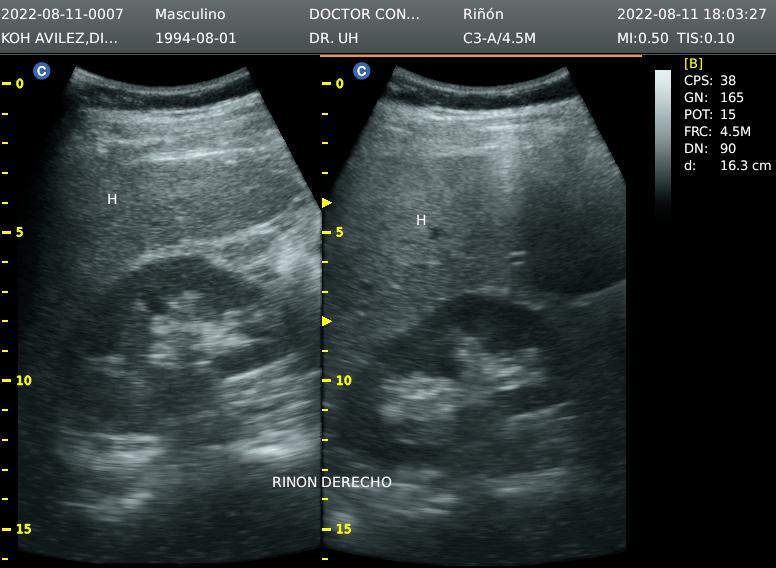 2022-08-11-0007 Masculino DOCTOR CON... Riñón 2022-08-11 18:03:27
KOH AVILEZ,DI... 1994-08-01 DR. UH C3-A/4.5M MI:0.50 TIS:0.10
C C
[B]
CPS: 38
GN: 165
POT: 15
FRC: 4.5M
DN: 90
d: 16.3 cm
0 0
H H
5 5
10 10
RINON DERECHO
15 15